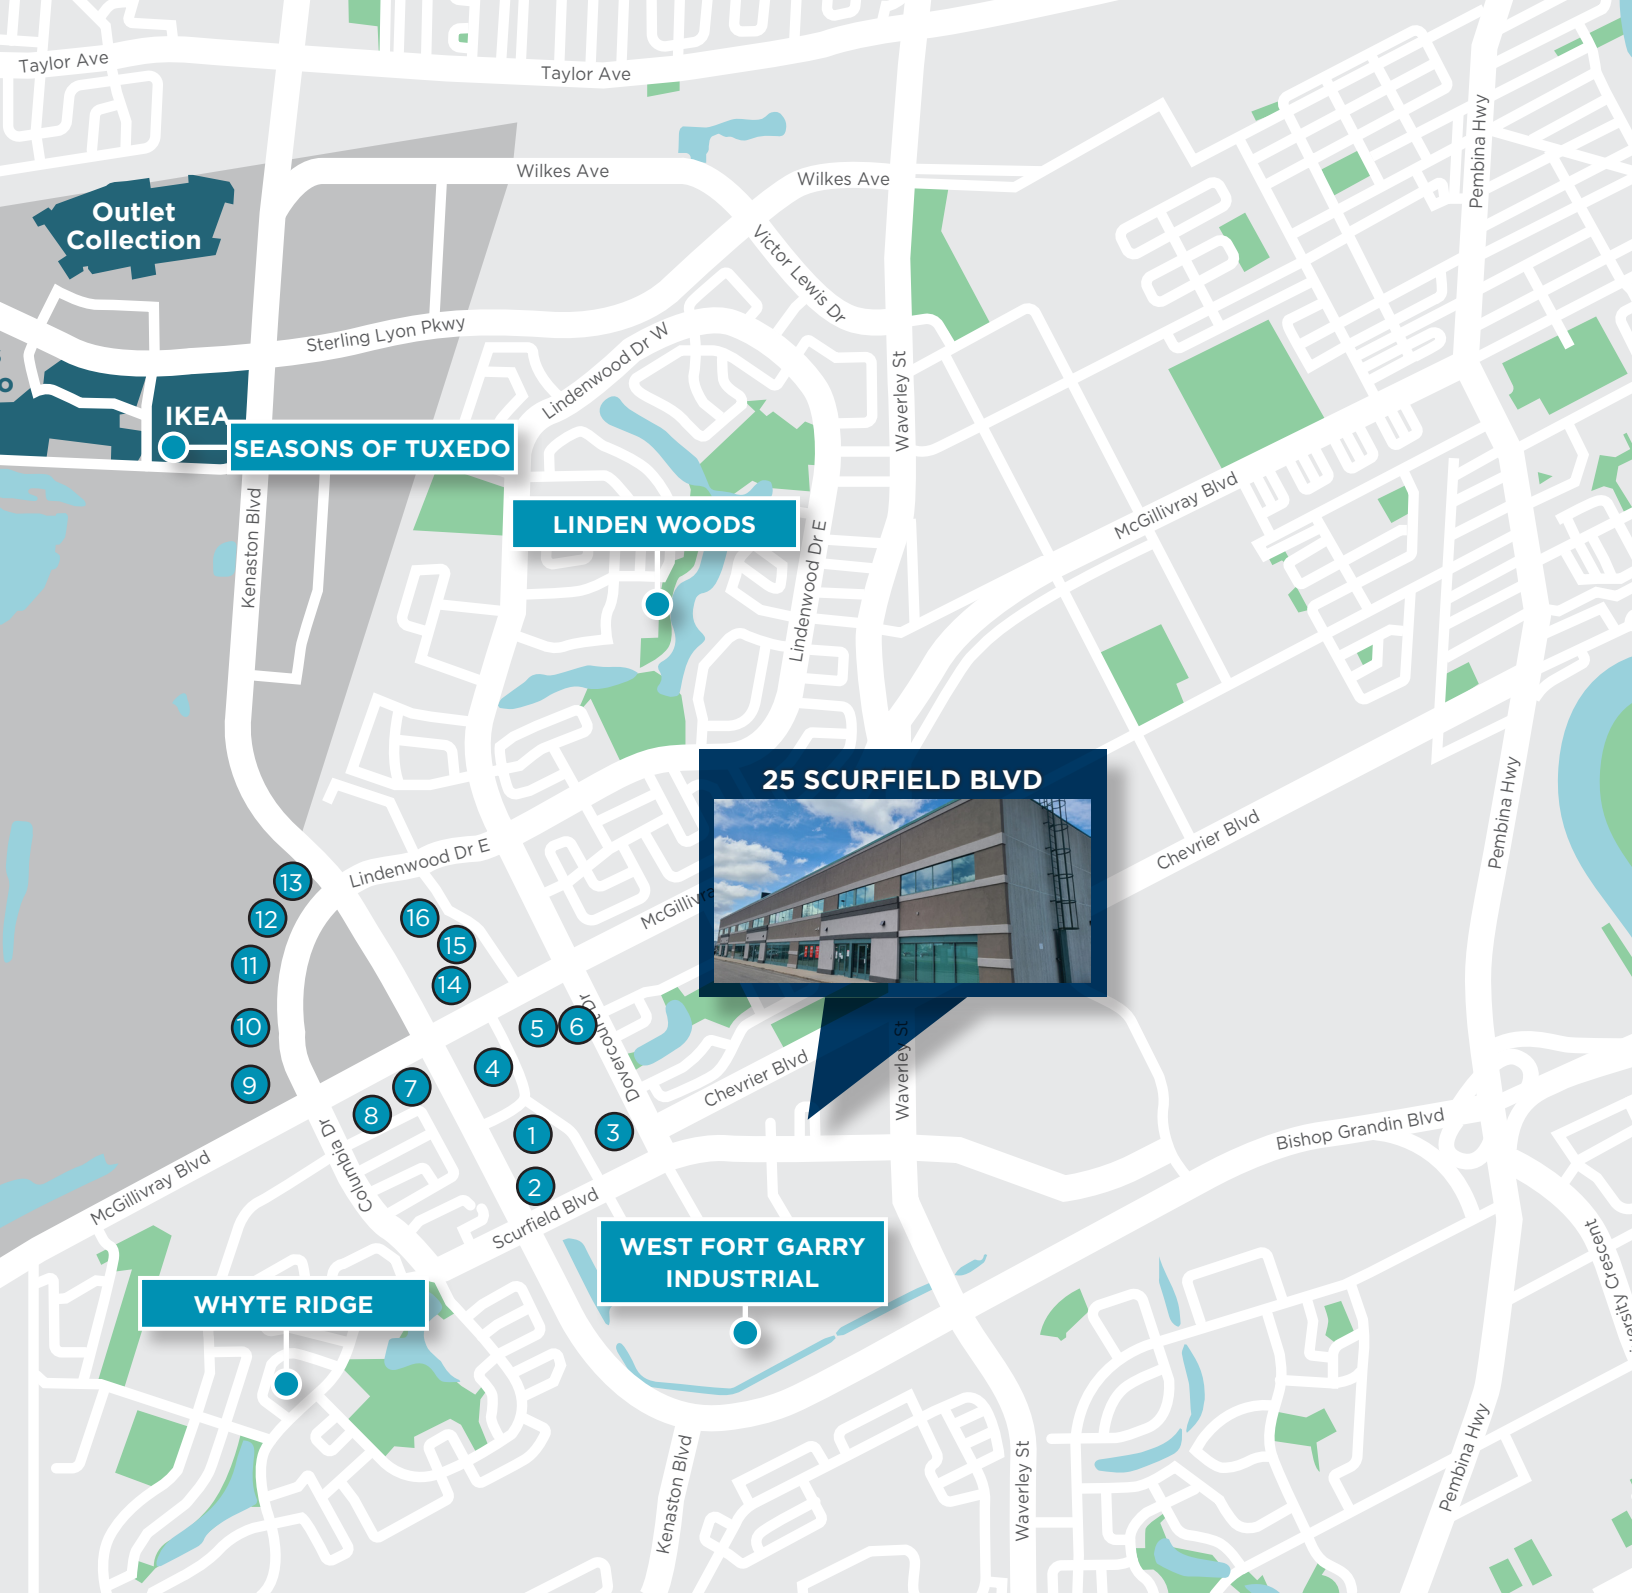 Taylor Ave
Taylor Ave
Pembina Hwy
Wilkes Ave
Wilkes Ave
Outlet
Collection
Victor Lewis Dr
Sterling Lyon Pkwy
Lindenwood Dr W
Waverley St
o
IKEA
SEASONS OF TUXEDO
McGillivray Blvd
Kenaston Blvd
LINDEN WOODS
Lindenwood Dr E
25 SCURFIELD BLVD
Pembina Hwy
Chevrier Blvd
Lindenwood Dr E
13
McGillivra
12
16
15
11
14
Dovercourt Dr
5
6
10
Waverley St
4
Chevrier Blvd
9
7
8
1
3
Bishop Grandin Blvd
Columbia Dr
McGillivray Blvd
2
Scurfield Blvd
WEST FORT GARRY
INDUSTRIAL
ersity Crescent
WHYTE RIDGE
Kenaston Blvd
Waverley St
Pembina Hwy